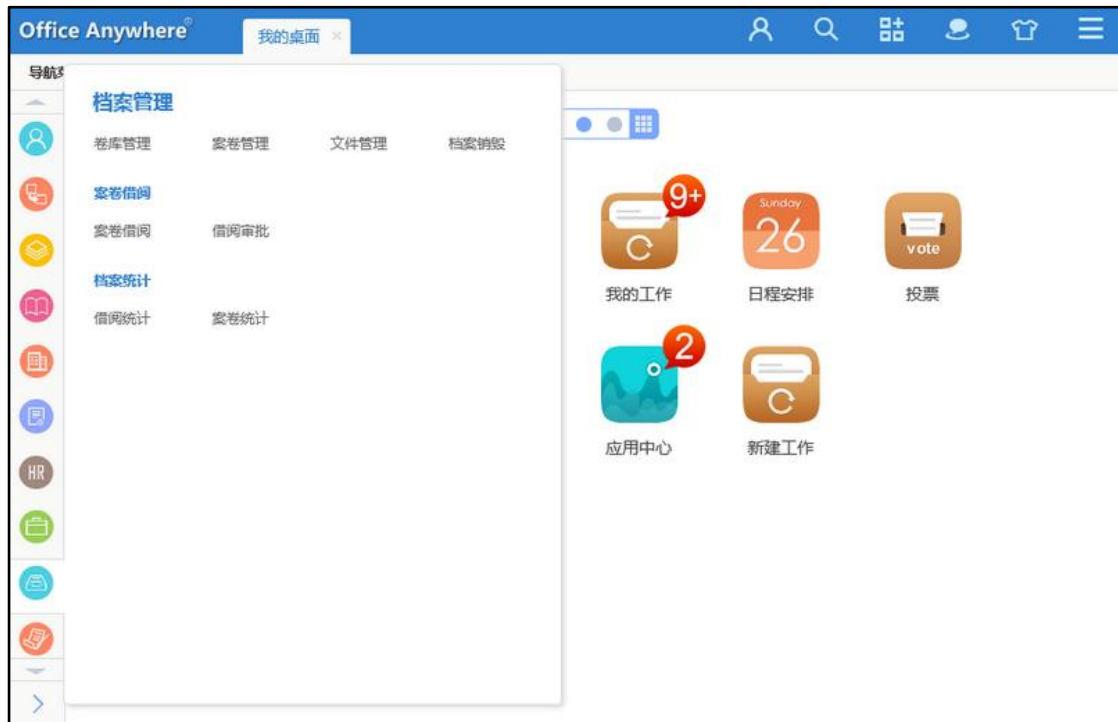 Office Anywhere®
我的桌面 ×
导航
档案管理
卷库管理 案卷管理 文件管理 档案销毁
案卷借阅
案卷借阅 借阅审批
档案统计
借阅统计 案卷统计
9+
Sunday
26
vote
我的工作 日程安排 投票
2
应用中心 新建工作
HR